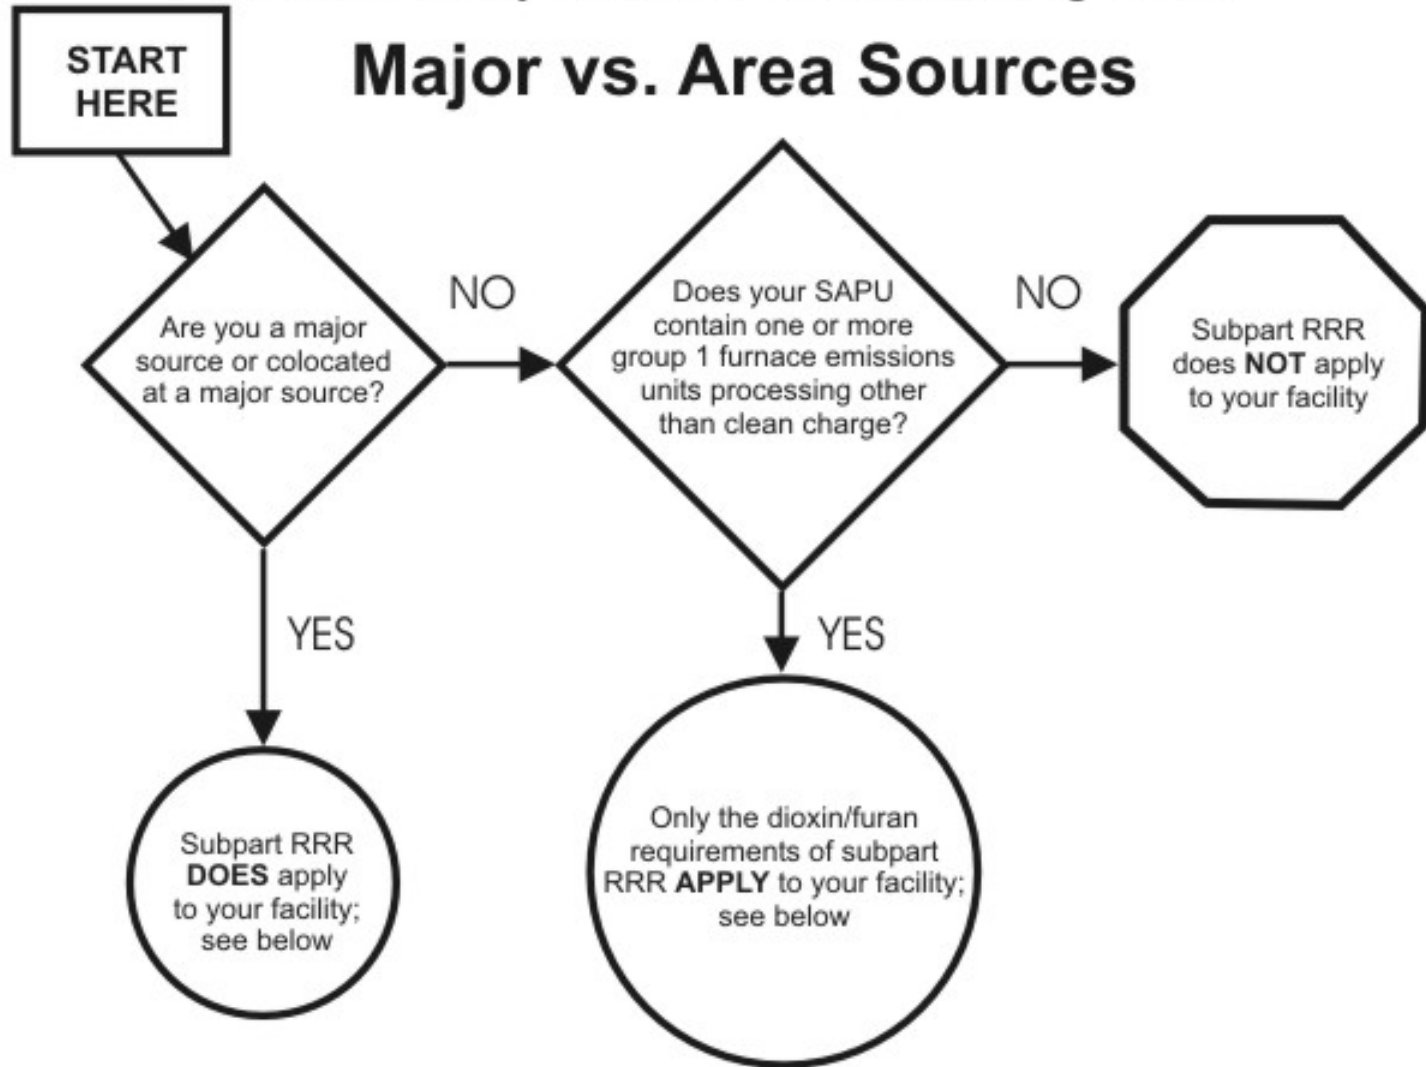 START
HERE
Major vs. Area Sources
Are you a major
source or colocated
at a major source?
NO
Does your SAPU
contain one or more
group 1 furnace emissions
units processing other
than clean charge?
NO
Subpart RRR
does NOT apply
to your facility
YES
YES
Subpart RRR
DOES apply
to your facility;
see below
Only the dioxin/furan
requirements of subpart
RRR APPLY to your facility;
see below